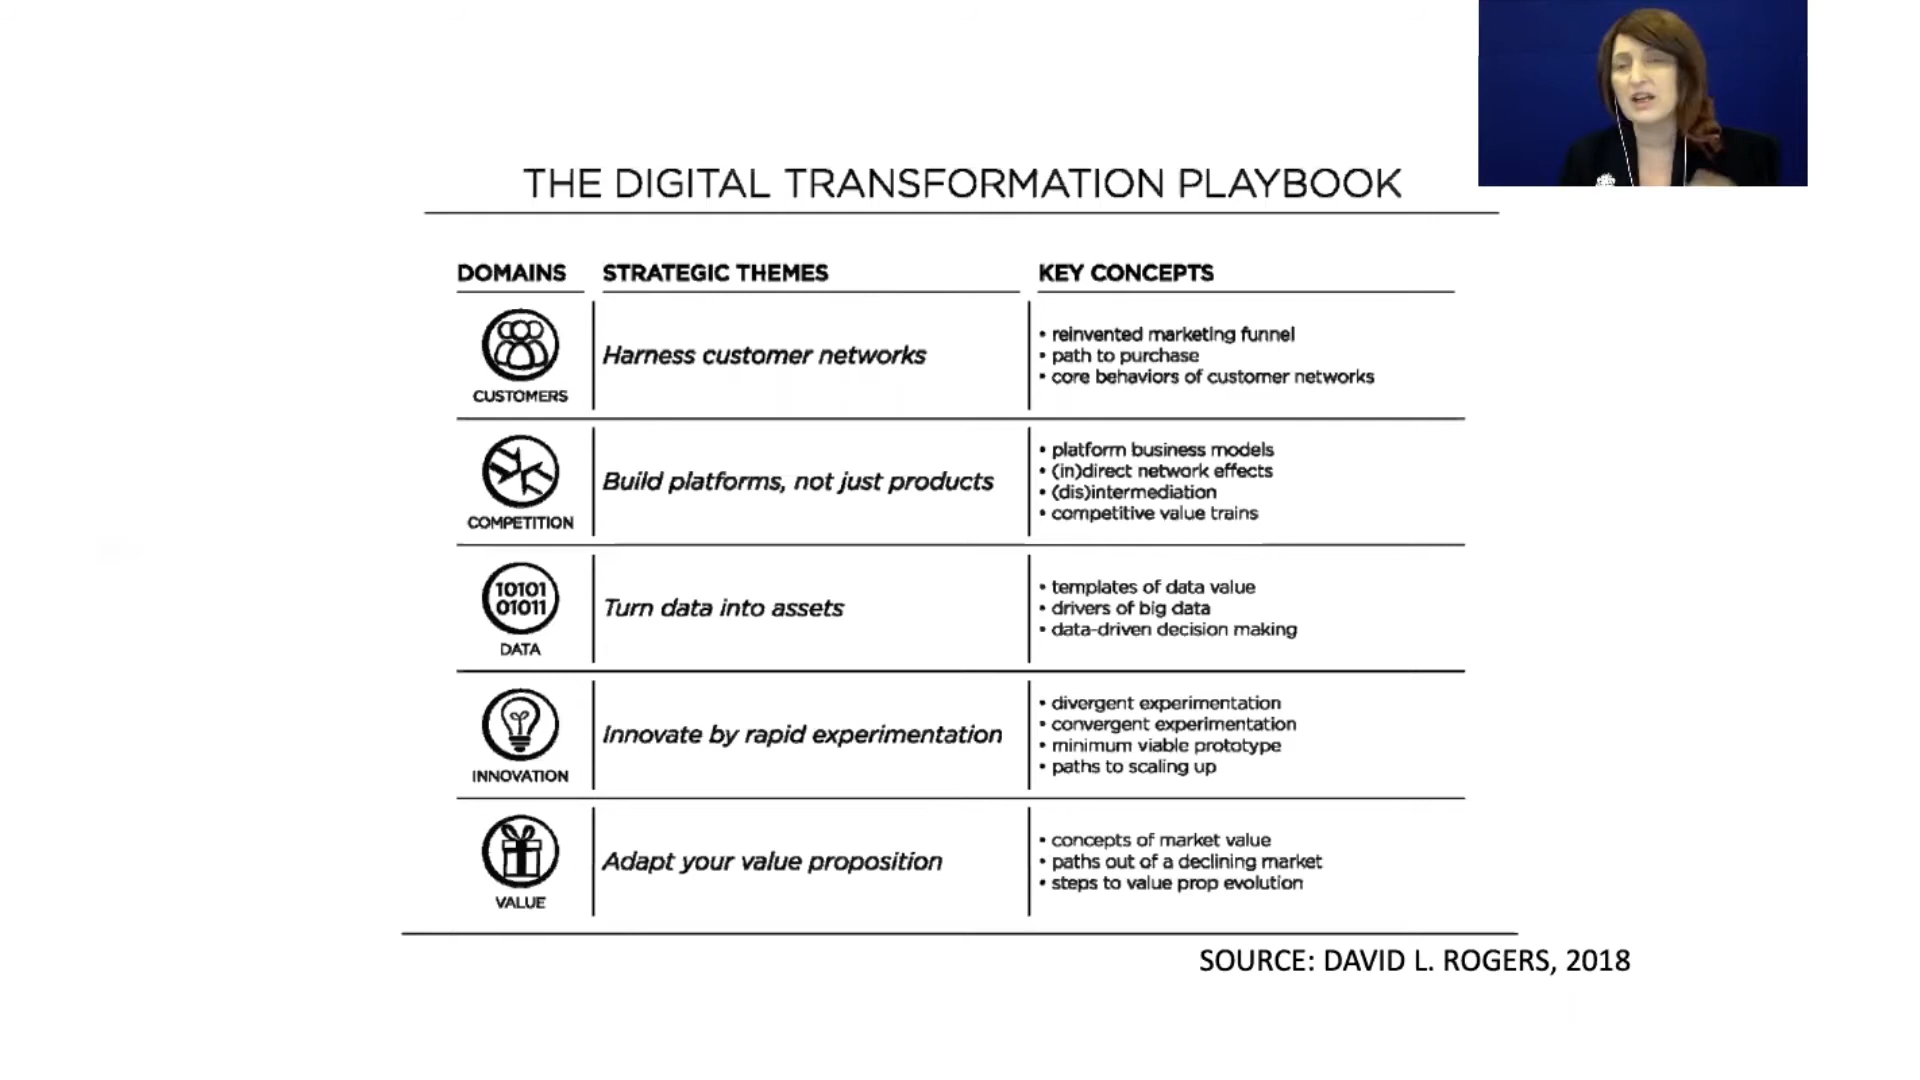 THE DIGITAL TRANSFORMATION PLAYBOOK
DOMAINS STRATEGIC THEMES KEY CONCEPTS
CUSTOMERS
Harness customer networks
• reinvented marketing funnel
• path to purchase
• core behaviors of customer networks
COMPETITION
Build platforms, not just products
• platform business models
• (in)direct network effects
• (dis)intermediation
• competitive value trains
10101
01011
DATA
Turn data into assets
• templates of data value
• drivers of big data
• data-driven decision making
INNOVATION
Innovate by rapid experimentation
• divergent experimentation
• convergent experimentation
• minimum viable prototype
• paths to scaling up
VALUE
Adapt your value proposition
• concepts of market value
• paths out of a declining market
• steps to value prop evolution
SOURCE: DAVID L. ROGERS, 2018